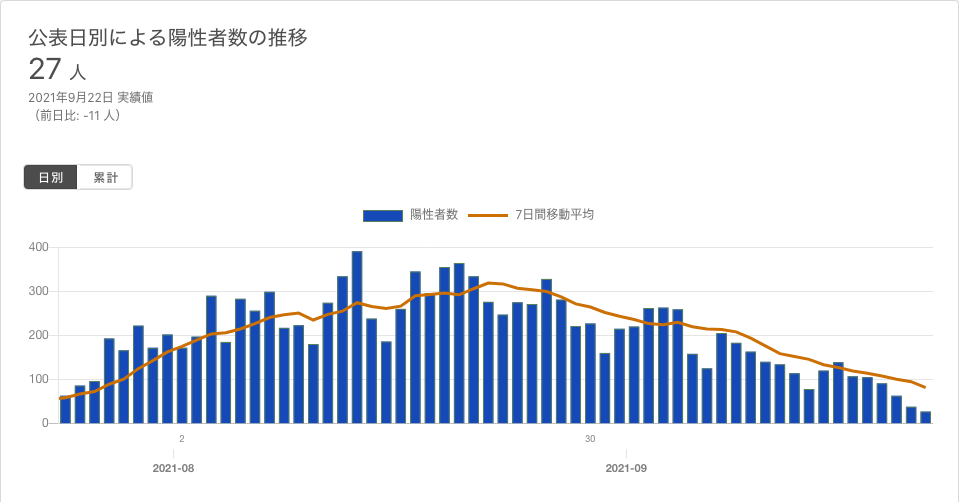 公表日別による陽性者数の推移
27 人
2021年9月22日 実績値
（前日比: -11 人）
日別 累計
陽性者数 7日間移動平均
400
300
200
100
0
2 30
2021-08 2021-09